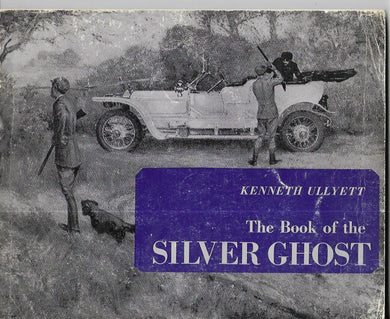 KENNETH ULLYETT
The Book of the
SILVER GHOST